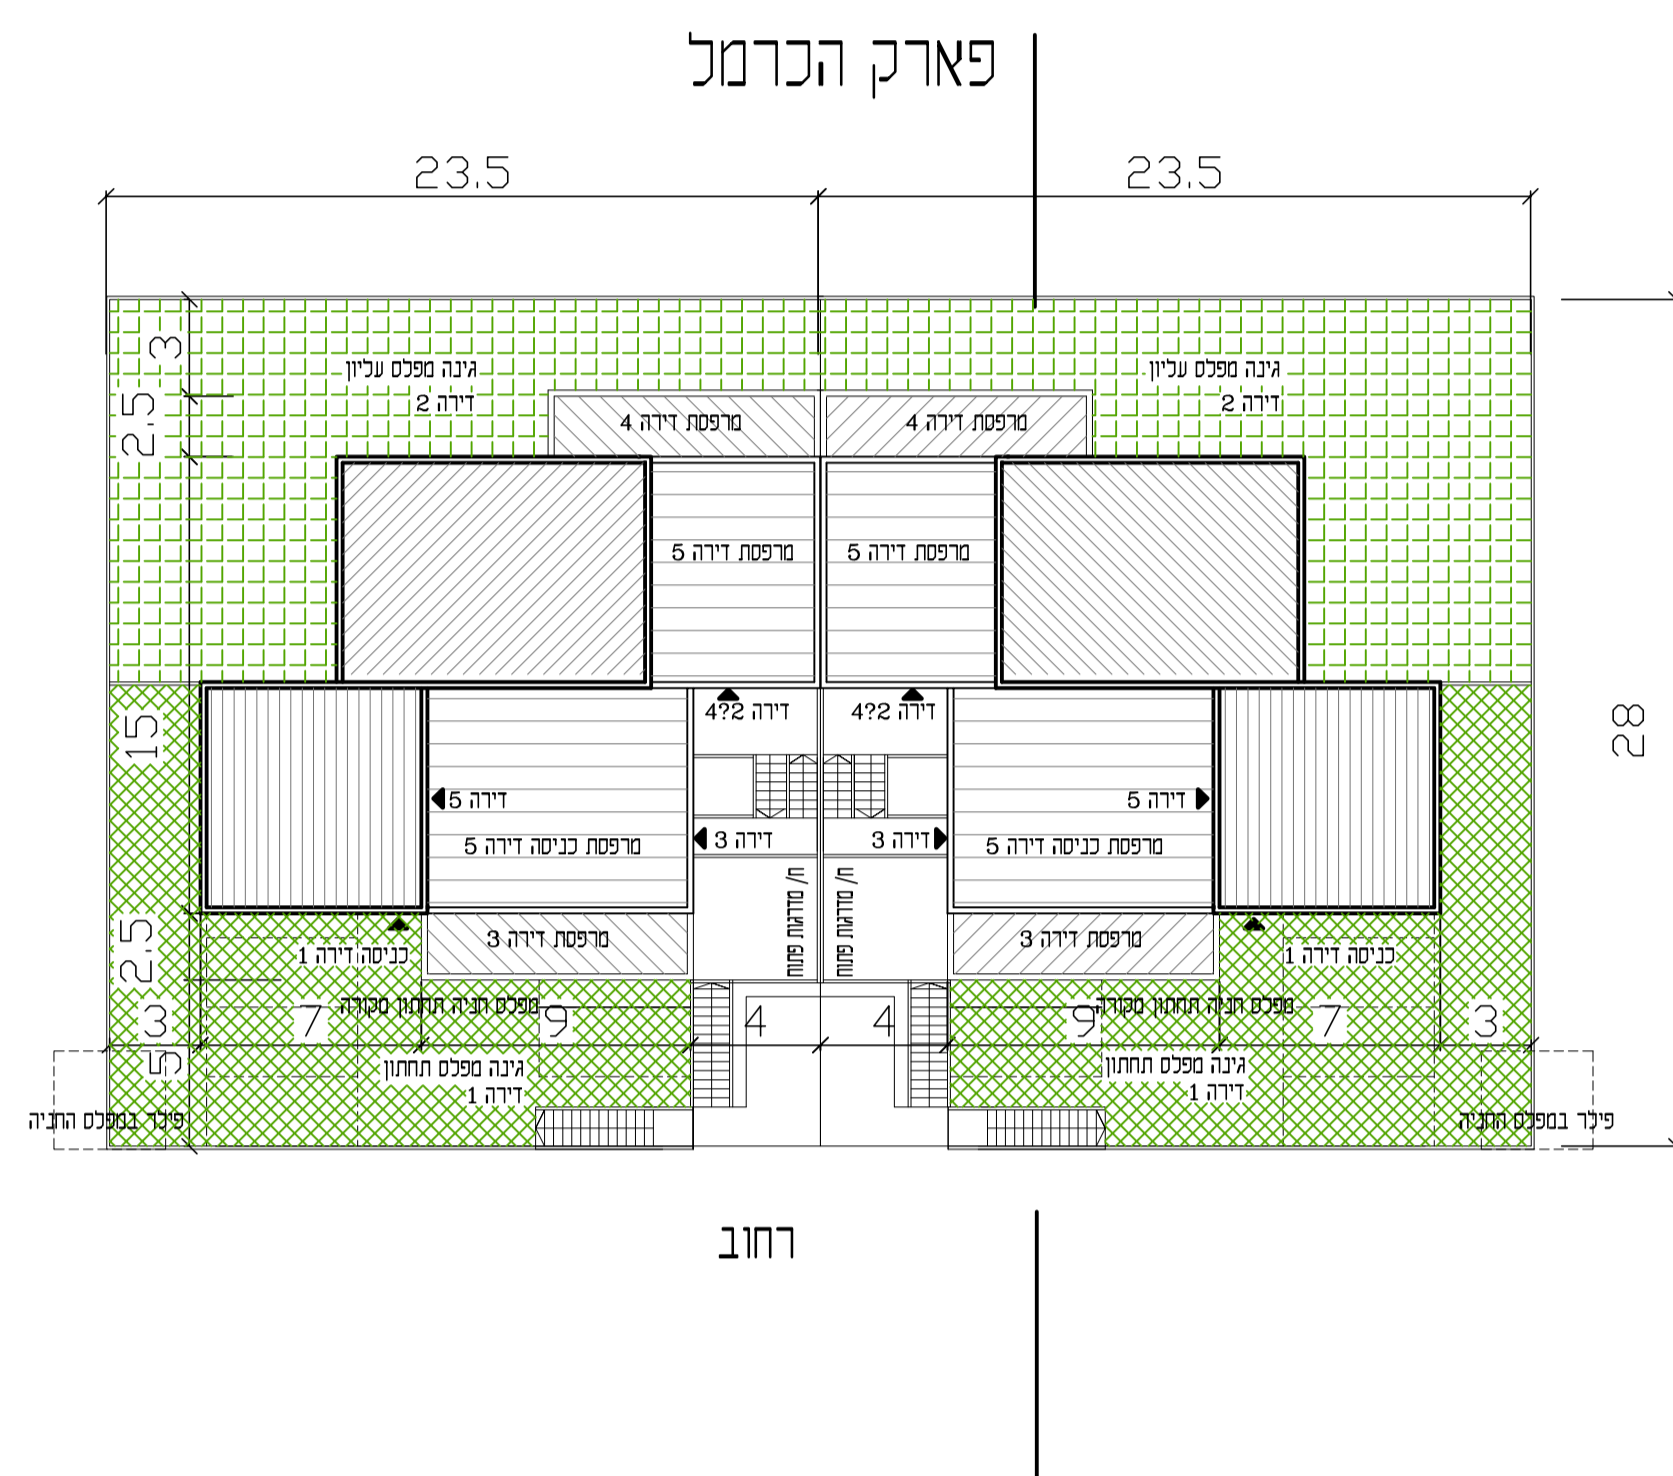 פארק הכרמל
23.5
23.5
3
גינה מפלס עליון
דירה 2
גינה מפלס עליון
דירה 2
2.5
מרפסת דירה 4
מרפסת דירה 4
מרפסת דירה 5
מרפסת דירה 5
15
28
דירה 2?4
דירה 2?4
דירה 5
דירה 5
דירה 3
דירה 3
מרפסת כניסה דירה 5
מרפסת כניסה דירה 5
ח/ מדרגות פתוח
ח/ מדרגות פתוח
2.5
מרפסת דירה 3
מרפסת דירה 3
כניסה דירה 1
כניסה דירה 1
מפלס חניה תחתון מקורה
מפלס חניה תחתון מקורה
3
7
9
4
4
9
7
3
5
גינה מפלס תחתון
דירה 1
גינה מפלס תחתון
דירה 1
פילר במפלס החניה
פילר במפלס החניה
רחוב